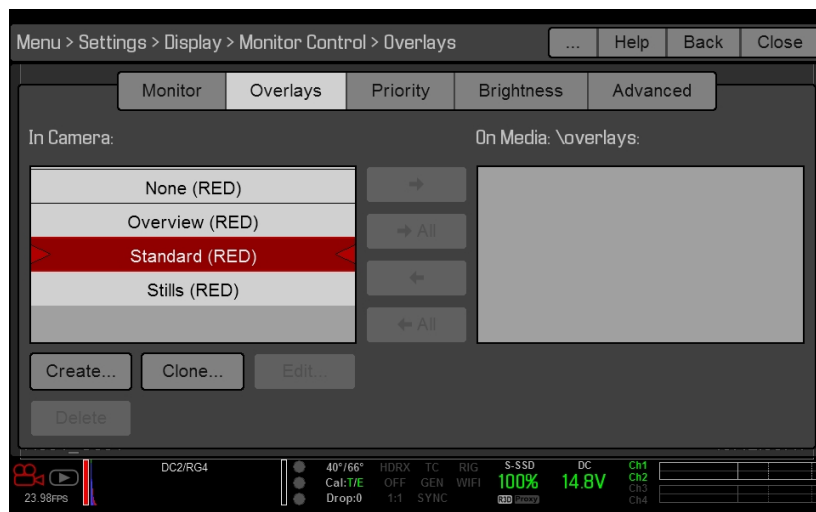 Menu > Settings > Display > Monitor Control > Overlays
... Help Back Close
Monitor Overlays Priority Brightness Advanced
In Camera: On Media: \overlays:
None (RED)
Overview (RED)
Standard (RED)
Stills (RED)
→
→ All
←
← All
Create... Clone... Edit...
Delete
DC2/RG4
23.98FPS
40°/66° HDRX TC RIG S-SSD DC Ch1
Cal:T/E OFF GEN WIFI 100% 14.8V Ch2
Drop:0 1:1 SYNC R3D Proxy Ch3
Ch4